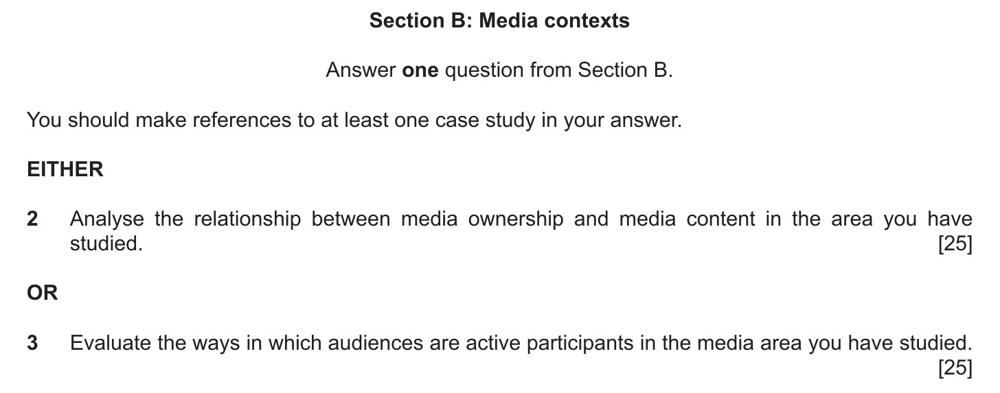 Section B: Media contexts
Answer one question from Section B.
You should make references to at least one case study in your answer.
EITHER
2 Analyse the relationship between media ownership and media content in the area you have
studied. [25]
OR
3 Evaluate the ways in which audiences are active participants in the media area you have studied.
[25]